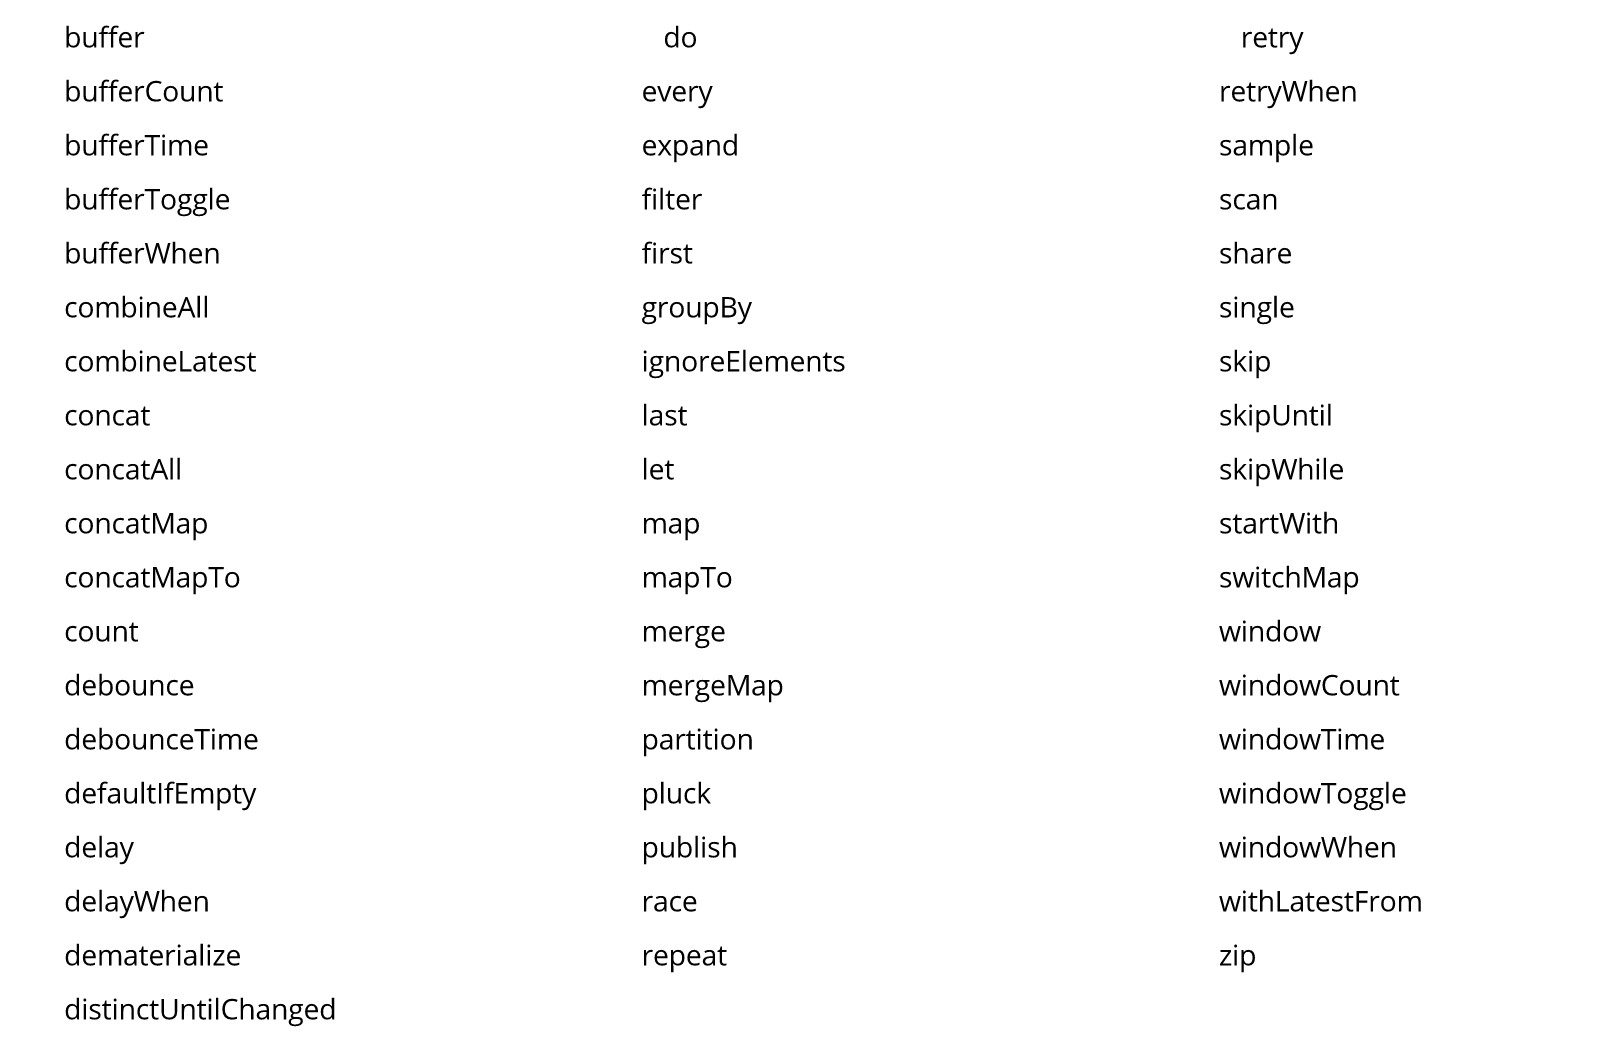 buffer
bufferCount
bufferTime
bufferToggle
bufferWhen
combineAll
combineLatest
concat
concatAll
concatMap
concatMapTo
count
debounce
debounceTime
defaultIfEmpty
delay
delayWhen
dematerialize
distinctUntilChanged
do
every
expand
filter
first
groupBy
ignoreElements
last
let
map
mapTo
merge
mergeMap
partition
pluck
publish
race
repeat
retry
retryWhen
sample
scan
share
single
skip
skipUntil
skipWhile
startWith
switchMap
window
windowCount
windowTime
windowToggle
windowWhen
withLatestFrom
zip